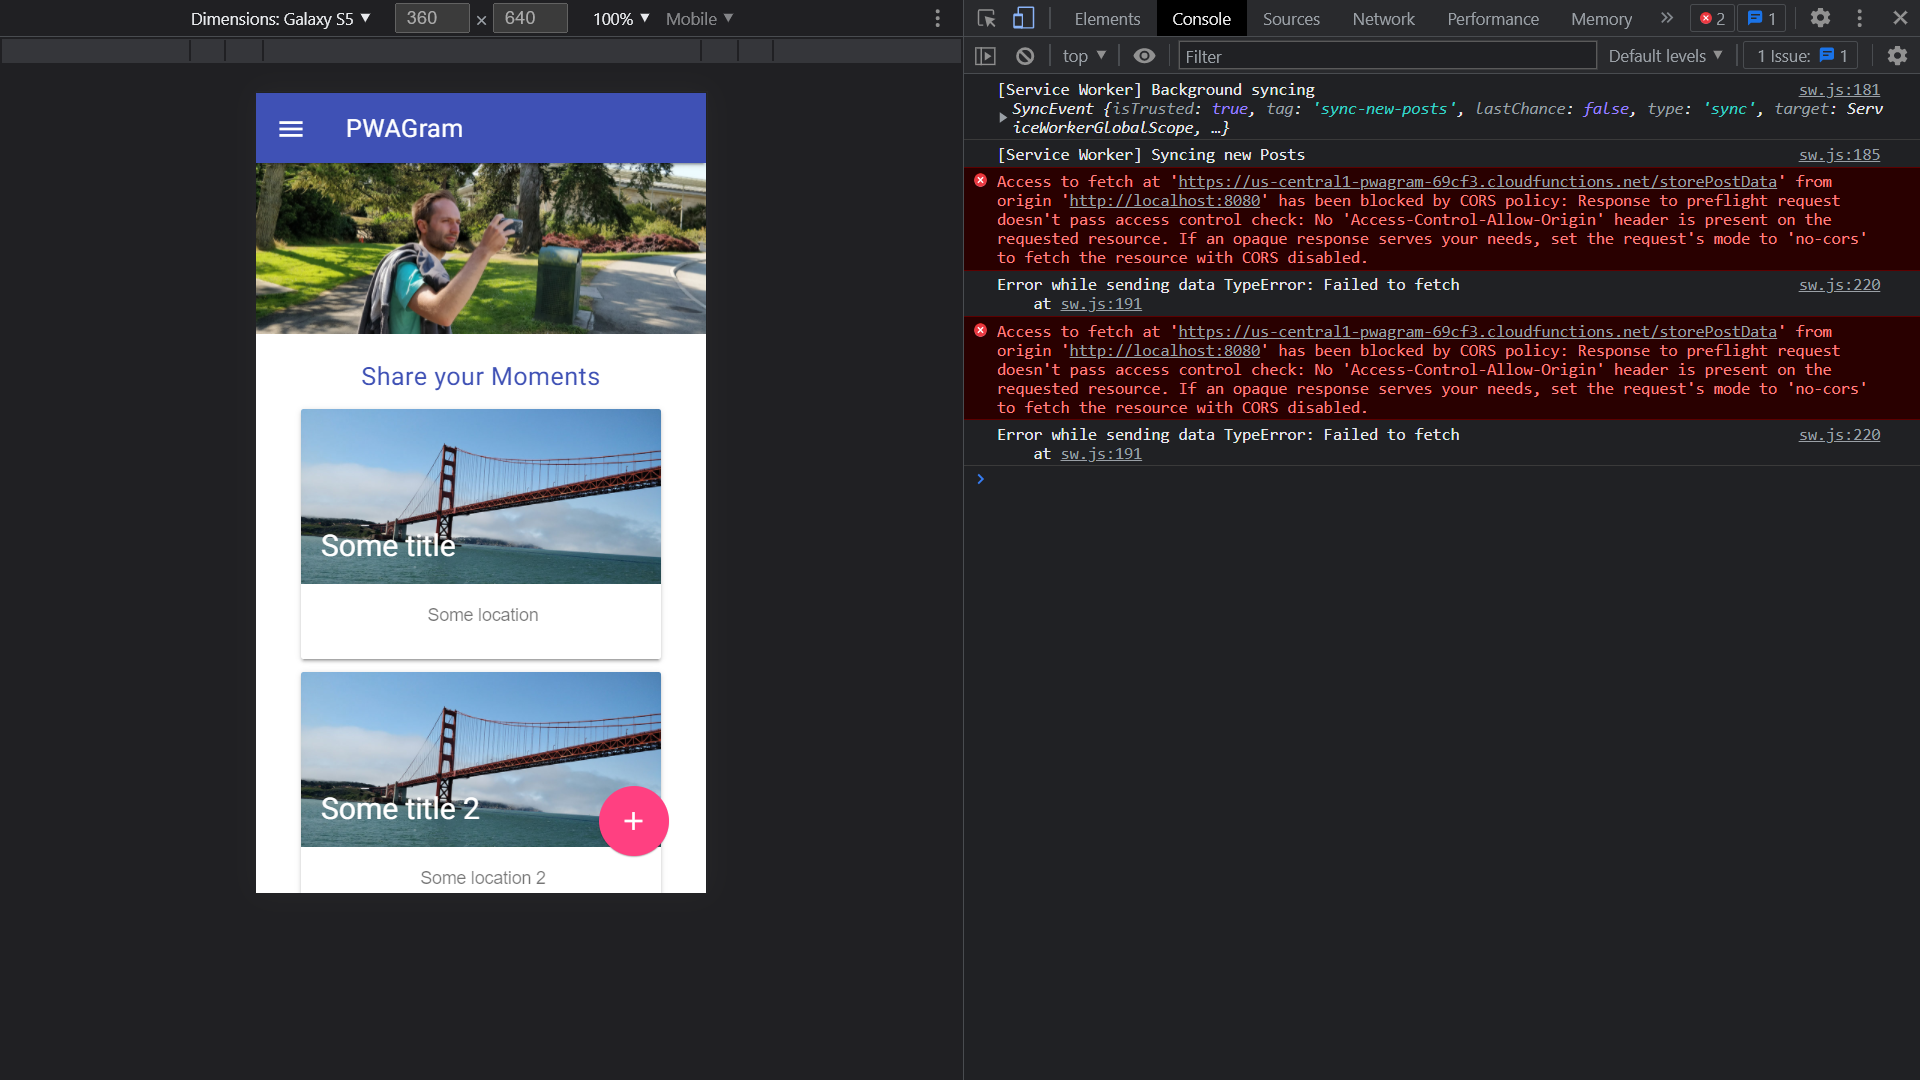 Dimensions: Galaxy S5 ▼ 360 × 640 100% ▼ Mobile ▼
PWAGram
Share your Moments
Some title
Some location
Some title 2
+
Some location 2
Elements Console Sources Network Performance Memory » 2 1
top ▼ Filter Default levels ▼ 1 Issue: 1
[Service Worker] Background syncing sw.js:181
SyncEvent {isTrusted: true, tag: 'sync-new-posts', lastChance: false, type: 'sync', target: Serv
iceWorkerGlobalScope, …}
[Service Worker] Syncing new Posts sw.js:185
Access to fetch at 'https://us-central1-pwagram-69cf3.cloudfunctions.net/storePostData' from
origin 'http://localhost:8080' has been blocked by CORS policy: Response to preflight request
doesn't pass access control check: No 'Access-Control-Allow-Origin' header is present on the
requested resource. If an opaque response serves your needs, set the request's mode to 'no-cors'
to fetch the resource with CORS disabled.
Error while sending data TypeError: Failed to fetch sw.js:220
at sw.js:191
Access to fetch at 'https://us-central1-pwagram-69cf3.cloudfunctions.net/storePostData' from
origin 'http://localhost:8080' has been blocked by CORS policy: Response to preflight request
doesn't pass access control check: No 'Access-Control-Allow-Origin' header is present on the
requested resource. If an opaque response serves your needs, set the request's mode to 'no-cors'
to fetch the resource with CORS disabled.
Error while sending data TypeError: Failed to fetch sw.js:220
at sw.js:191